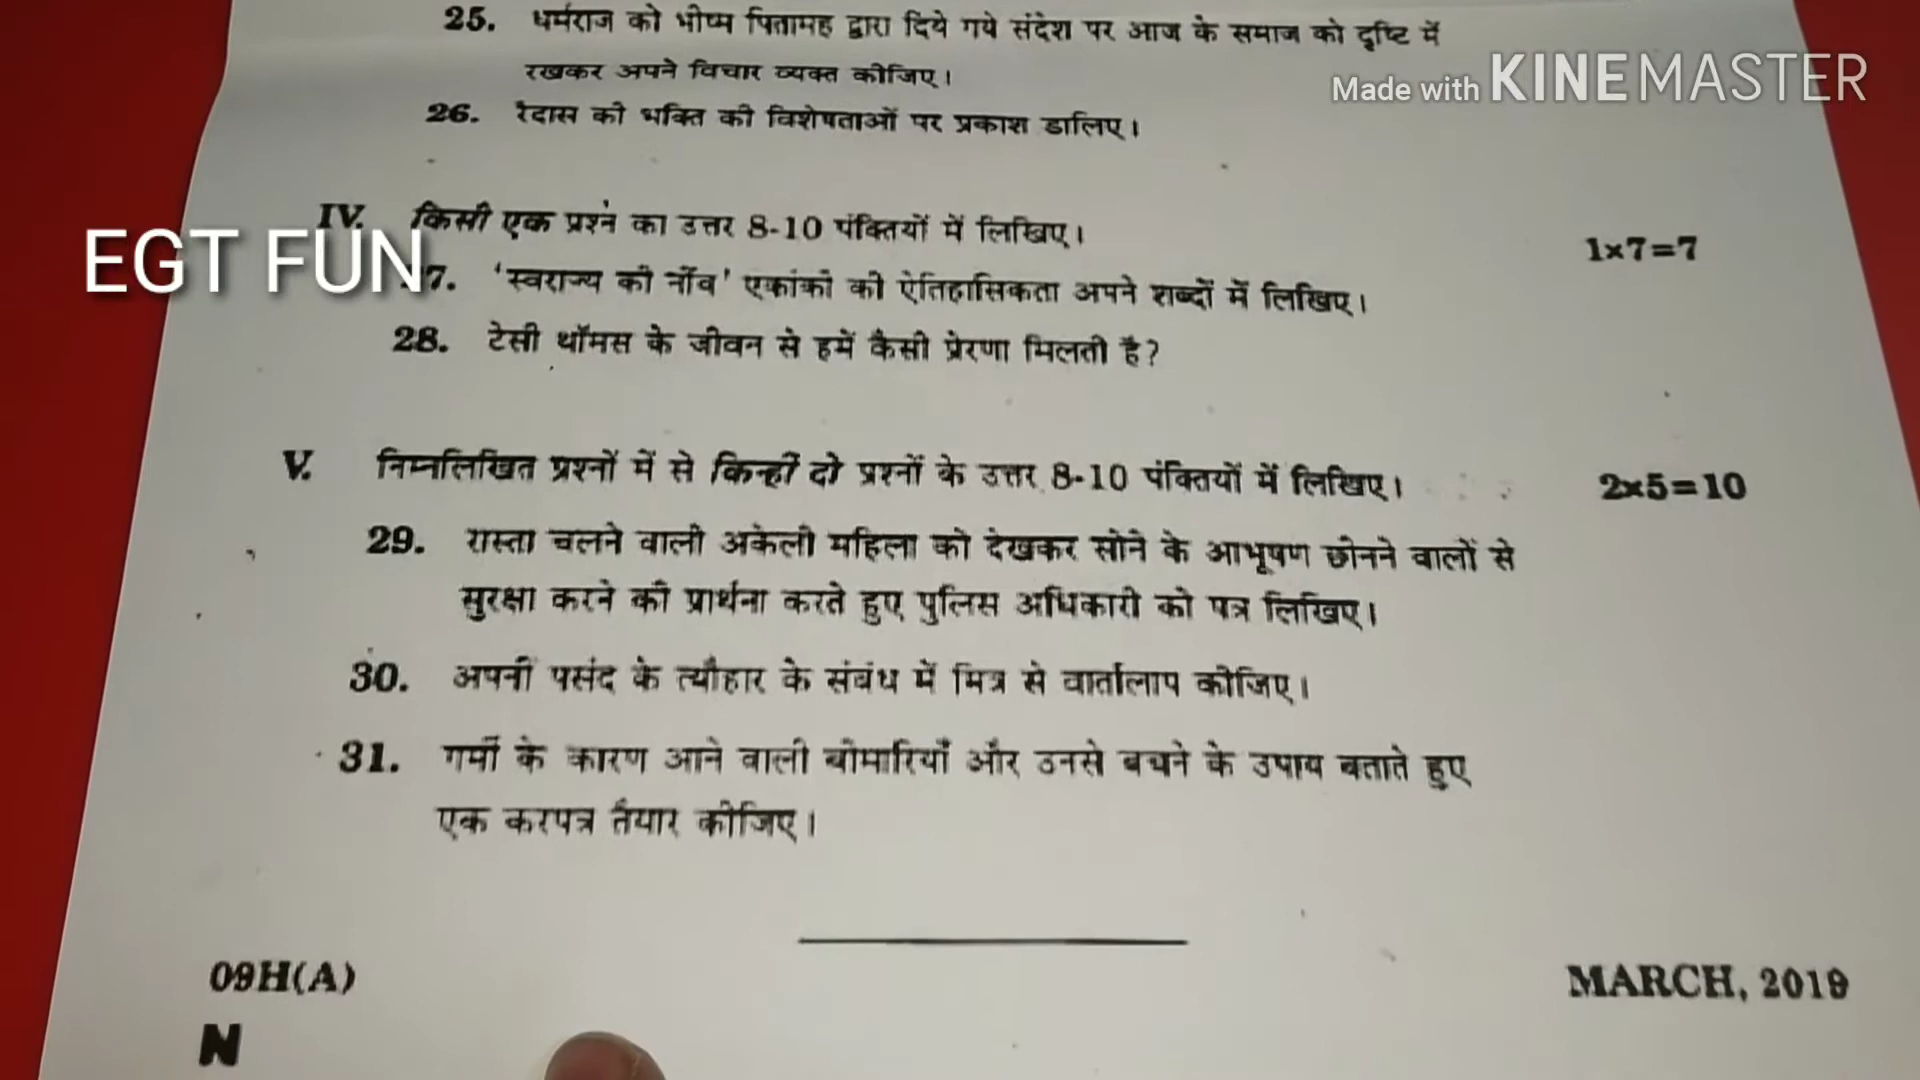 25. धर्मराज को भीष्म पितामह द्वारा दिये गये संदेश पर आज के समाज को दृष्टि में
रखकर अपने विचार व्यक्त कीजिए।
Made with KINEMASTER
26. रैदास की भक्ति की विशेषताओं पर प्रकाश डालिए।
IV. किसी एक प्रश्न का उत्तर 8-10 पंक्तियों में लिखिए। 1x7=7
EGT FUN
7. 'स्वराज्य की नींव' एकांकी की ऐतिहासिकता अपने शब्दों में लिखिए।
28. टेसी थॉमस के जीवन से हमें कैसी प्रेरणा मिलती है?
V. निम्नलिखित प्रश्नों में से किन्हीं दो प्रश्नों के उत्तर 8-10 पंक्तियों में लिखिए। 2x5=10
29. रास्ता चलने वाली अकेली महिला को देखकर सोने के आभूषण छीनने वालों से
सुरक्षा करने की प्रार्थना करते हुए पुलिस अधिकारी को पत्र लिखिए।
30. अपनी पसंद के त्यौहार के संबंध में मित्र से वार्तालाप कीजिए।
31. गर्मी के कारण आने वाली बीमारियाँ और उनसे बचने के उपाय बताते हुए
एक करपत्र तैयार कीजिए।
09H(A) MARCH, 2019
N